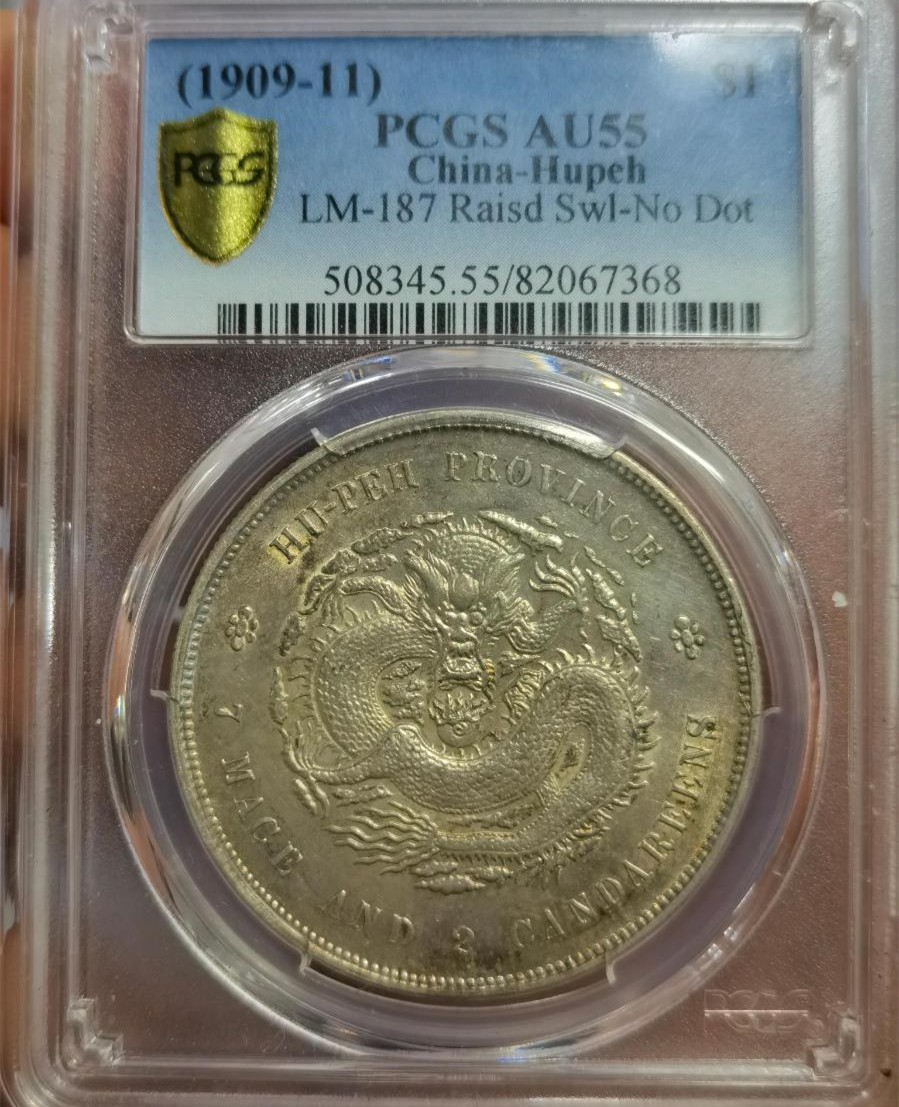 (1909-11) $1
PCGS AU55
PCGS
China-Hupeh
LM-187 Raisd Swl-No Dot
508345.55/82067368
HU-PEH PROVINCE
7 MACE AND 2 CANDAREENS
PCGS